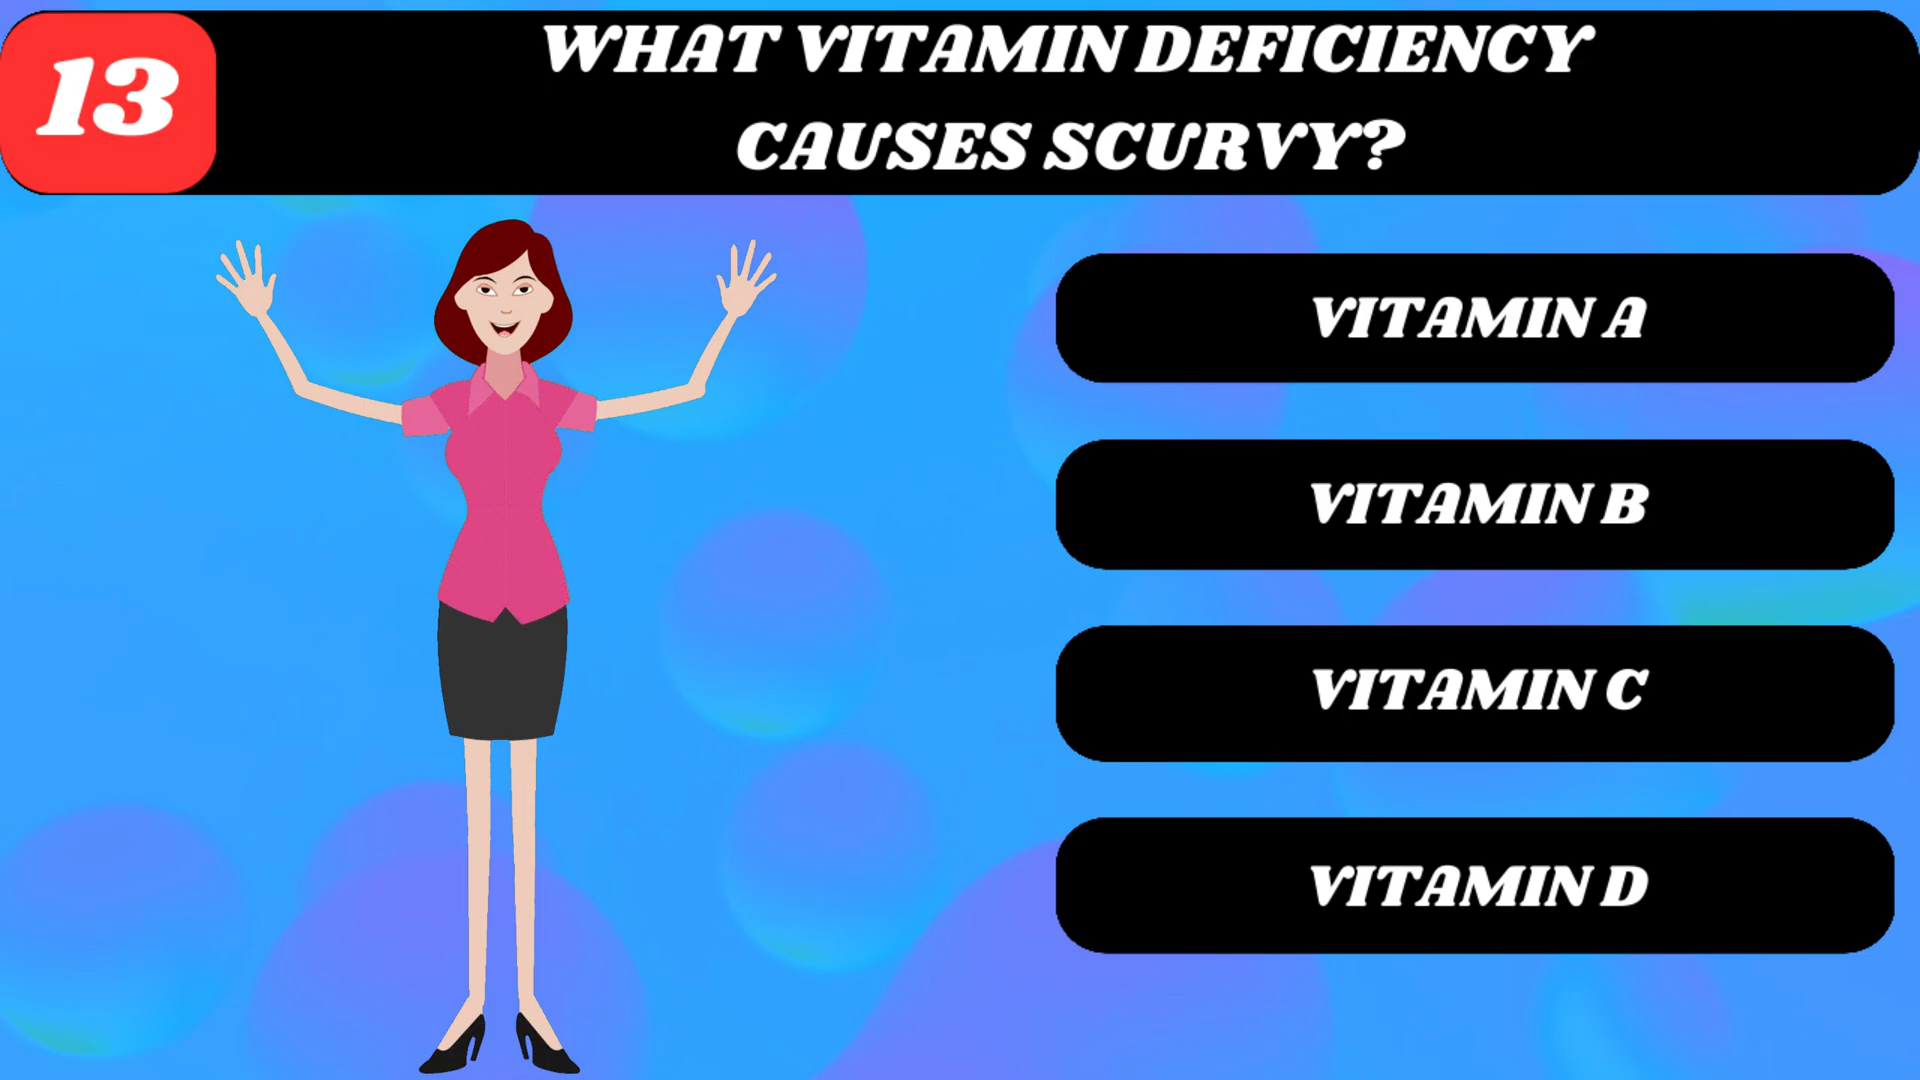 13
WHAT VITAMIN DEFICIENCY
CAUSES SCURVY?
VITAMIN A
VITAMIN B
VITAMIN C
VITAMIN D